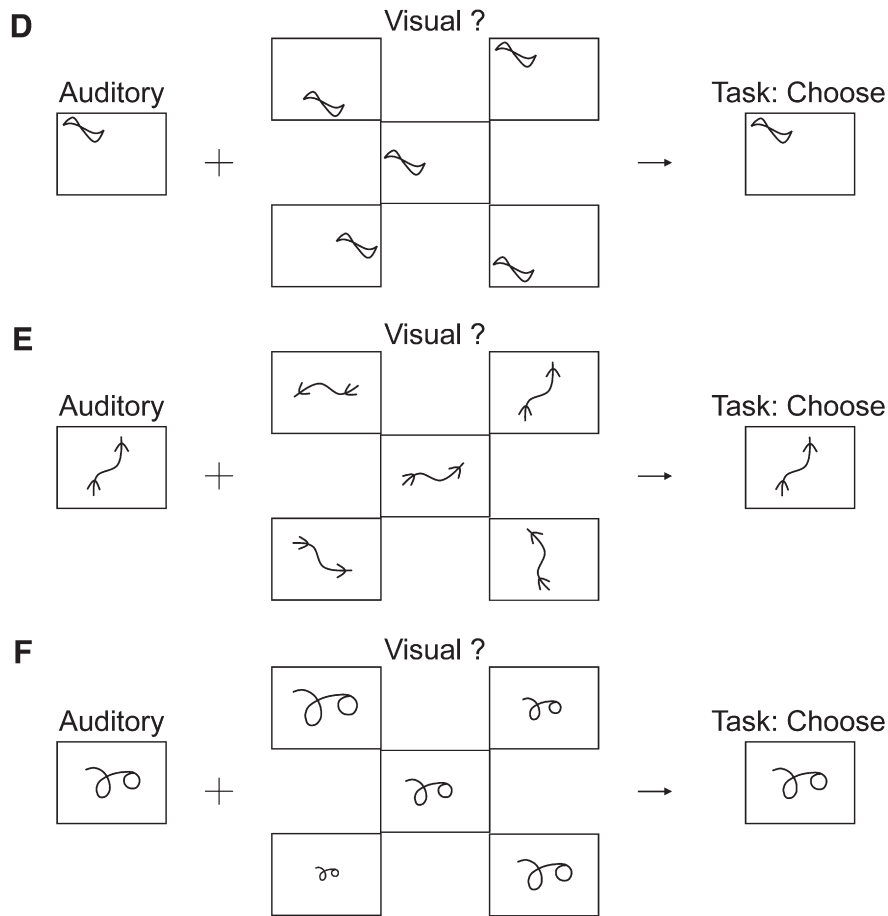 D
Visual ?
Auditory
Task: Choose
E
Visual ?
Auditory
Task: Choose
F
Visual ?
Auditory
Task: Choose